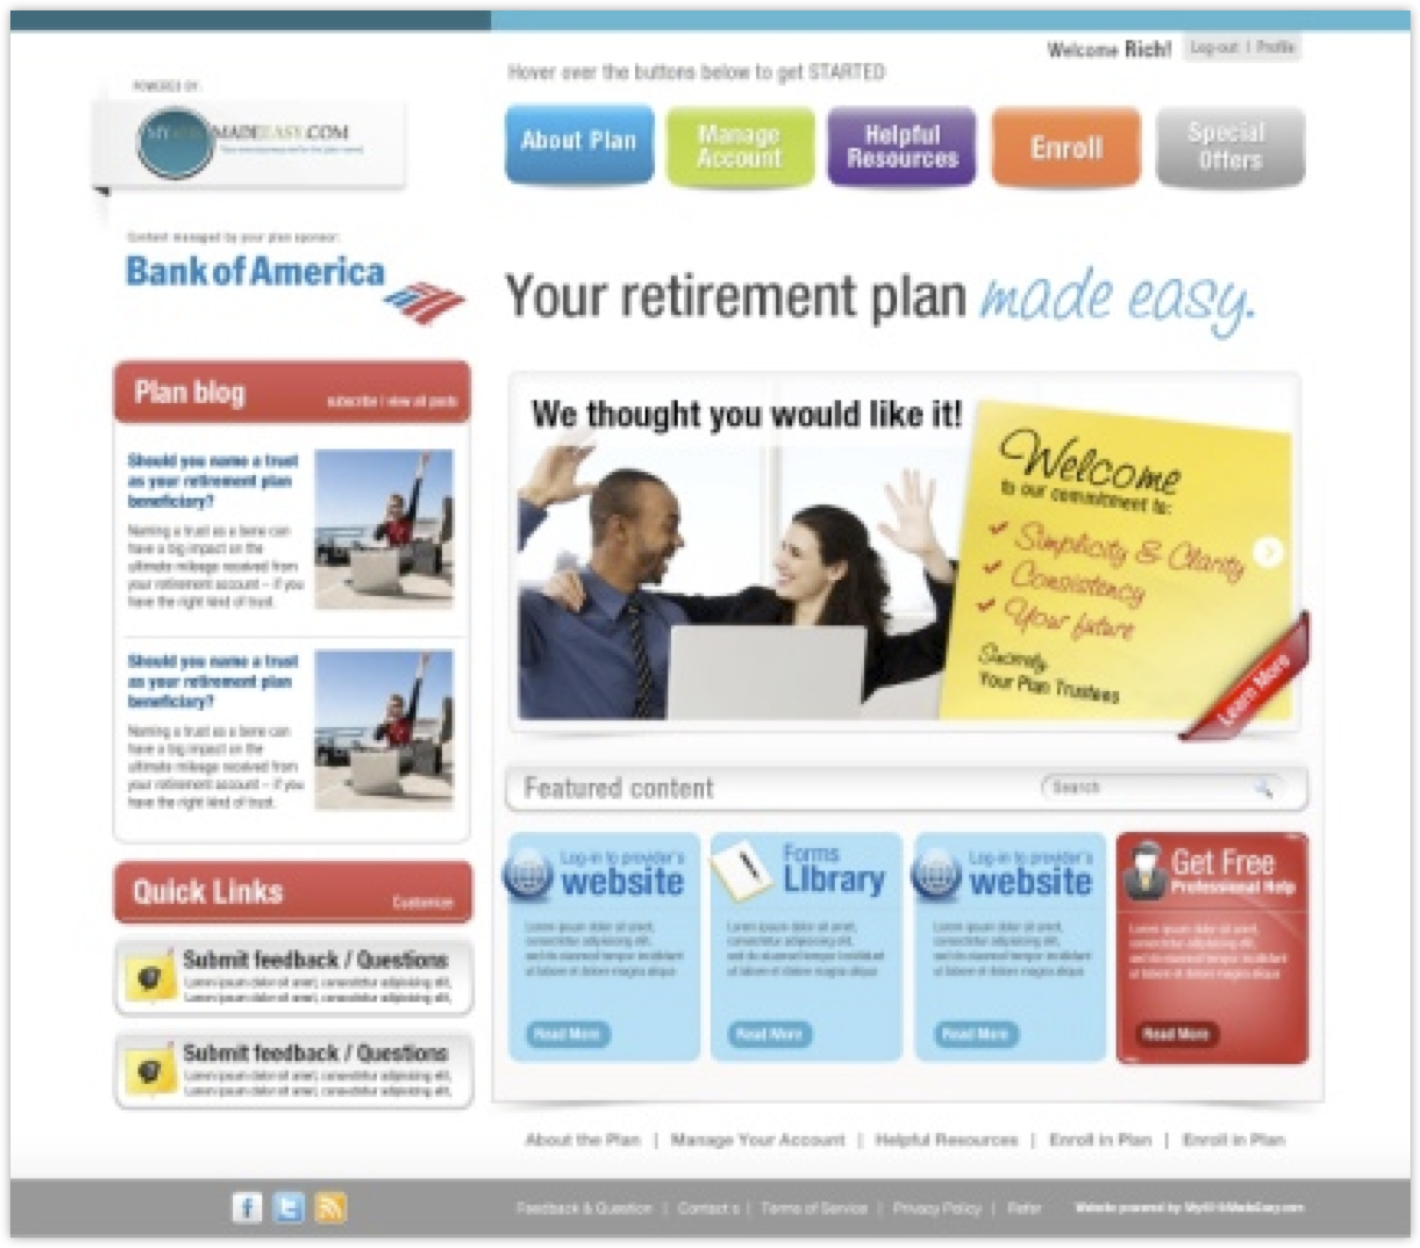 Welcome Rich! Log-out | Profile
Hover over the buttons below to get STARTED
POWERED BY:
MADEEASY.COM
About Plan
Manage
Account
Helpful
Resources
Enroll
Special
Offers
Content managed by your plan sponsor:
Bank of America
Your retirement plan made easy.
Plan blog
subscribe | view all posts
Should you name a trust
as your retirement plan
beneficiary?
Naming a trust as a bene can
have a big impact on the
ultimate mileage received from
your retirement account – if you
have the right kind of trust.
Should you name a trust
as your retirement plan
beneficiary?
Naming a trust as a bene can
have a big impact on the
ultimate mileage received from
your retirement account – if you
have the right kind of trust.
Quick Links
Customize
Submit feedback / Questions
Lorem ipsum dolor sit amet, consectetur adipisicing elit,
Lorem ipsum dolor sit amet, consectetur adipisicing elit,
Submit feedback / Questions
Lorem ipsum dolor sit amet, consectetur adipisicing elit,
Lorem ipsum dolor sit amet, consectetur adipisicing elit,
We thought you would like it!
Welcome
to our commitment to:
Simplicity & Clarity
Consistency
Your future
Sincerely
Your Plan Trustees
Learn More
Featured content
Search
Log-in to provider's
website
Lorem ipsum dolor sit amet,
consectetur adipisicing elit,
sed do eiusmod tempor incididunt
ut labore et dolore magna aliqua
Read More
Forms
Library
Lorem ipsum dolor sit amet,
consectetur adipisicing elit,
sed do eiusmod tempor incididunt
ut labore et dolore magna aliqua
Read More
Log-in to provider's
website
Lorem ipsum dolor sit amet,
consectetur adipisicing elit,
sed do eiusmod tempor incididunt
ut labore et dolore magna aliqua
Read More
Get Free
Professional Help
Lorem ipsum dolor sit amet,
consectetur adipisicing elit,
sed do eiusmod tempor incididunt
ut labore et dolore magna aliqua
Read More
About the Plan | Manage Your Account | Helpful Resources | Enroll in Plan | Enroll in Plan
Feedback & Question | Contact s | Terms of Service | Privacy Policy | Refer
Website powered by My401kMadeEasy.com